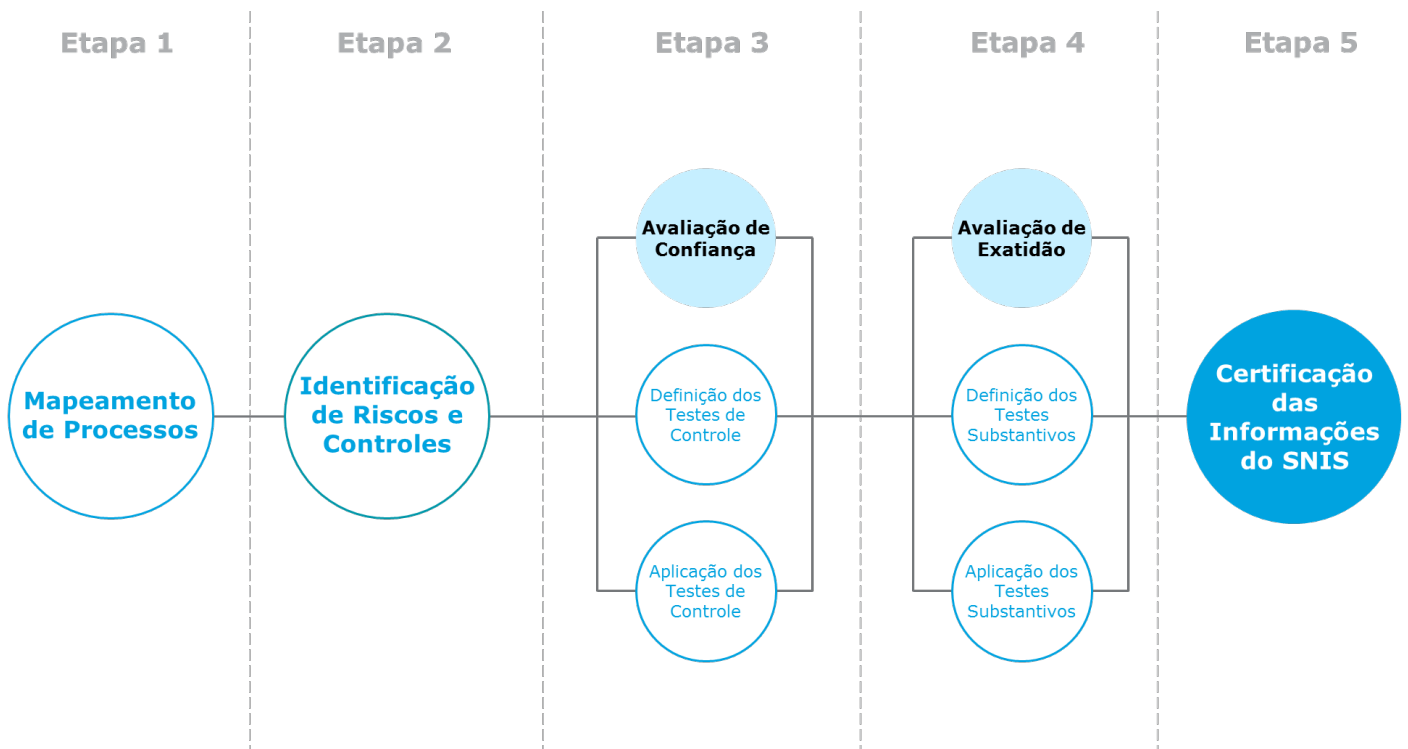 Etapa 1
Etapa 2
Etapa 3
Etapa 4
Etapa 5
Mapeamento
de Processos
Identificação
de Riscos e
Controles
Avaliação de
Confiança
Definição dos
Testes de
Controle
Aplicação dos
Testes de
Controle
Avaliação de
Exatidão
Definição dos
Testes
Substantivos
Aplicação dos
Testes
Substantivos
Certificação
das
Informações
do SNIS